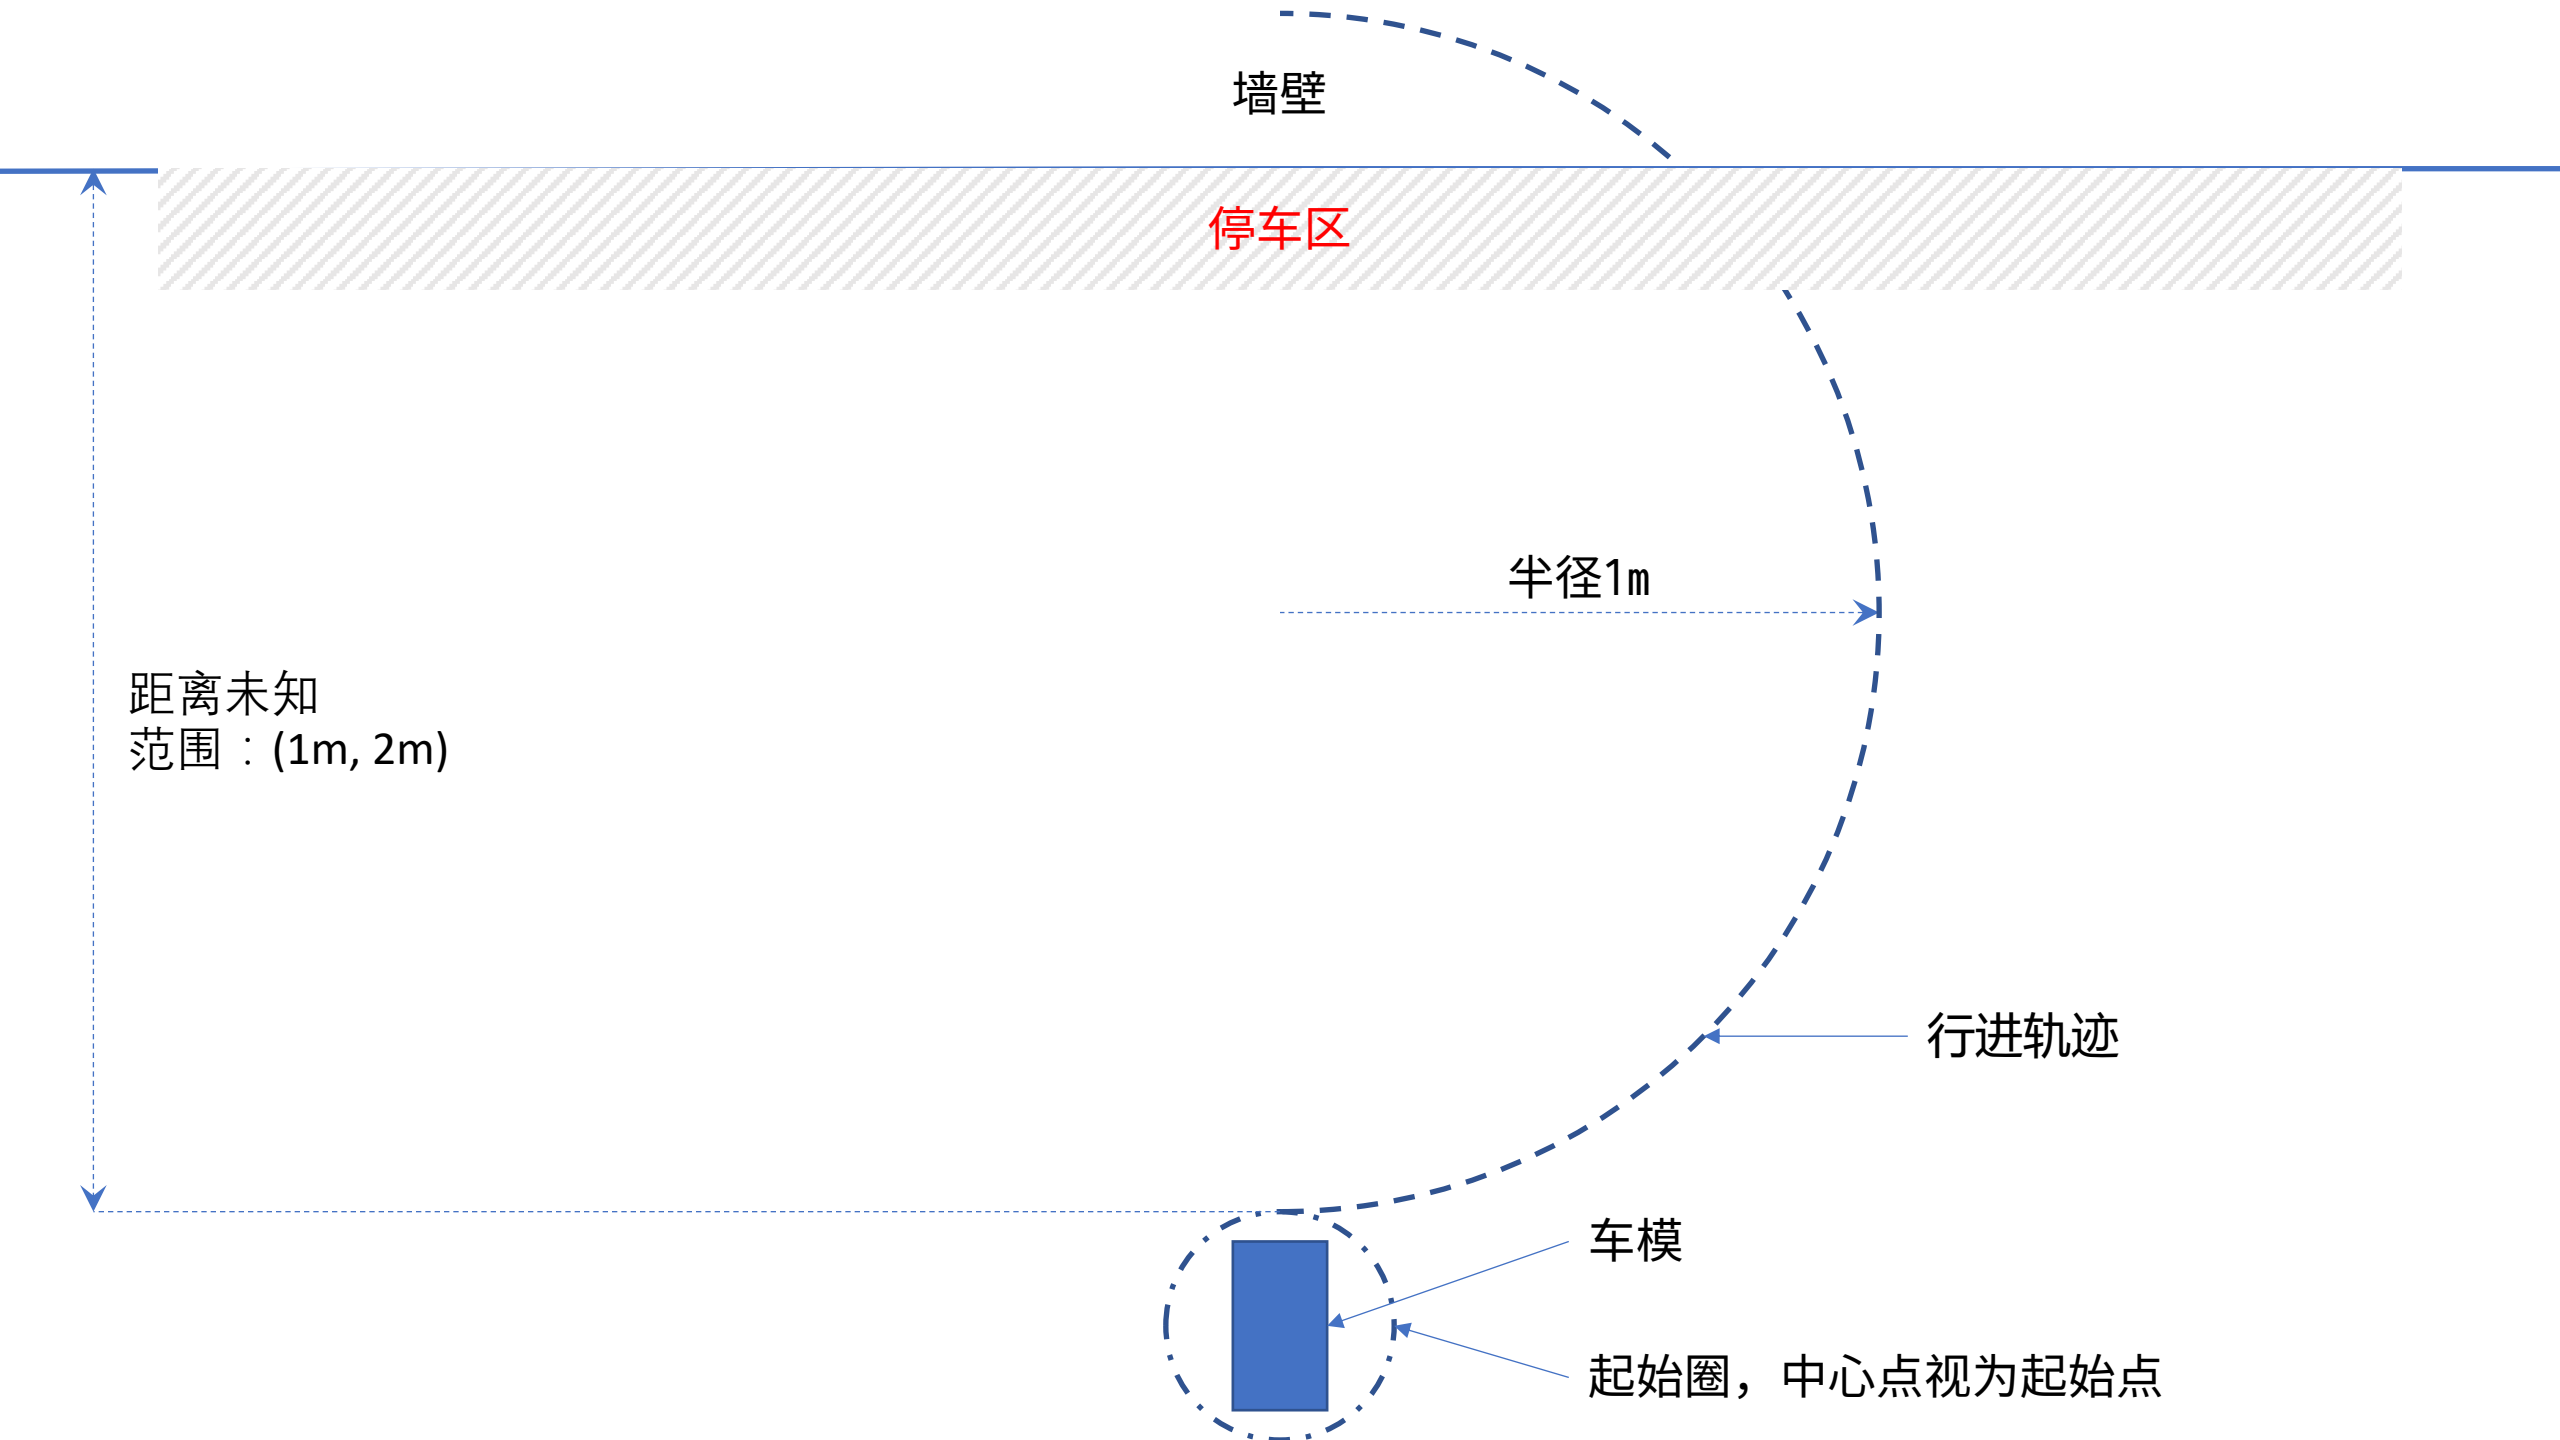 墙壁
停车区
半径1m
距离未知
范围：(1m, 2m)
行进轨迹
车模
起始圈，中心点视为起始点